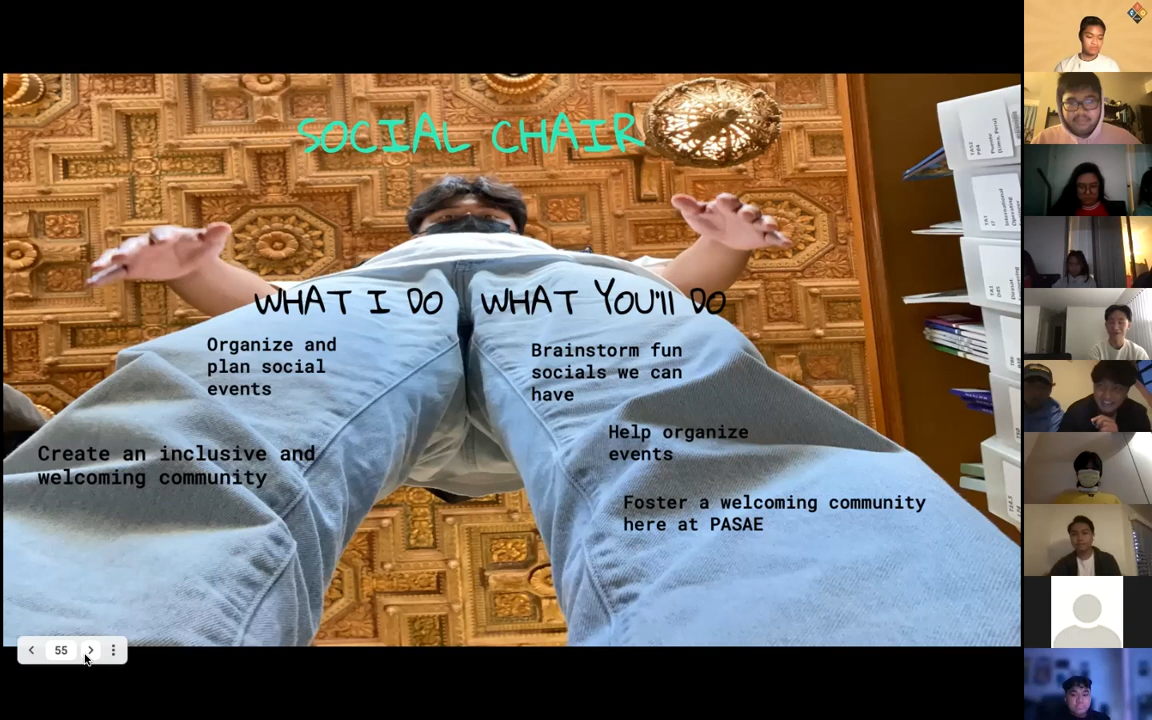 SOCIAL CHAIR
WHAT I DO
Organize and
plan social
events
Create an inclusive and
welcoming community
WHAT YOU'll DO
Brainstorm fun
socials we can
have
Help organize
events
Foster a welcoming community
here at PASAE
55